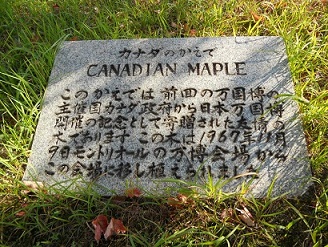 カナダのかえで
CANADIAN MAPLE
このかえでは 前回の万国博の
主催国カナダ政府から日本万国博
開催の記念として寄贈された友情の
であります この木は1967年 月
9日モントリオールの万博会場から
この会場に移し植えられました